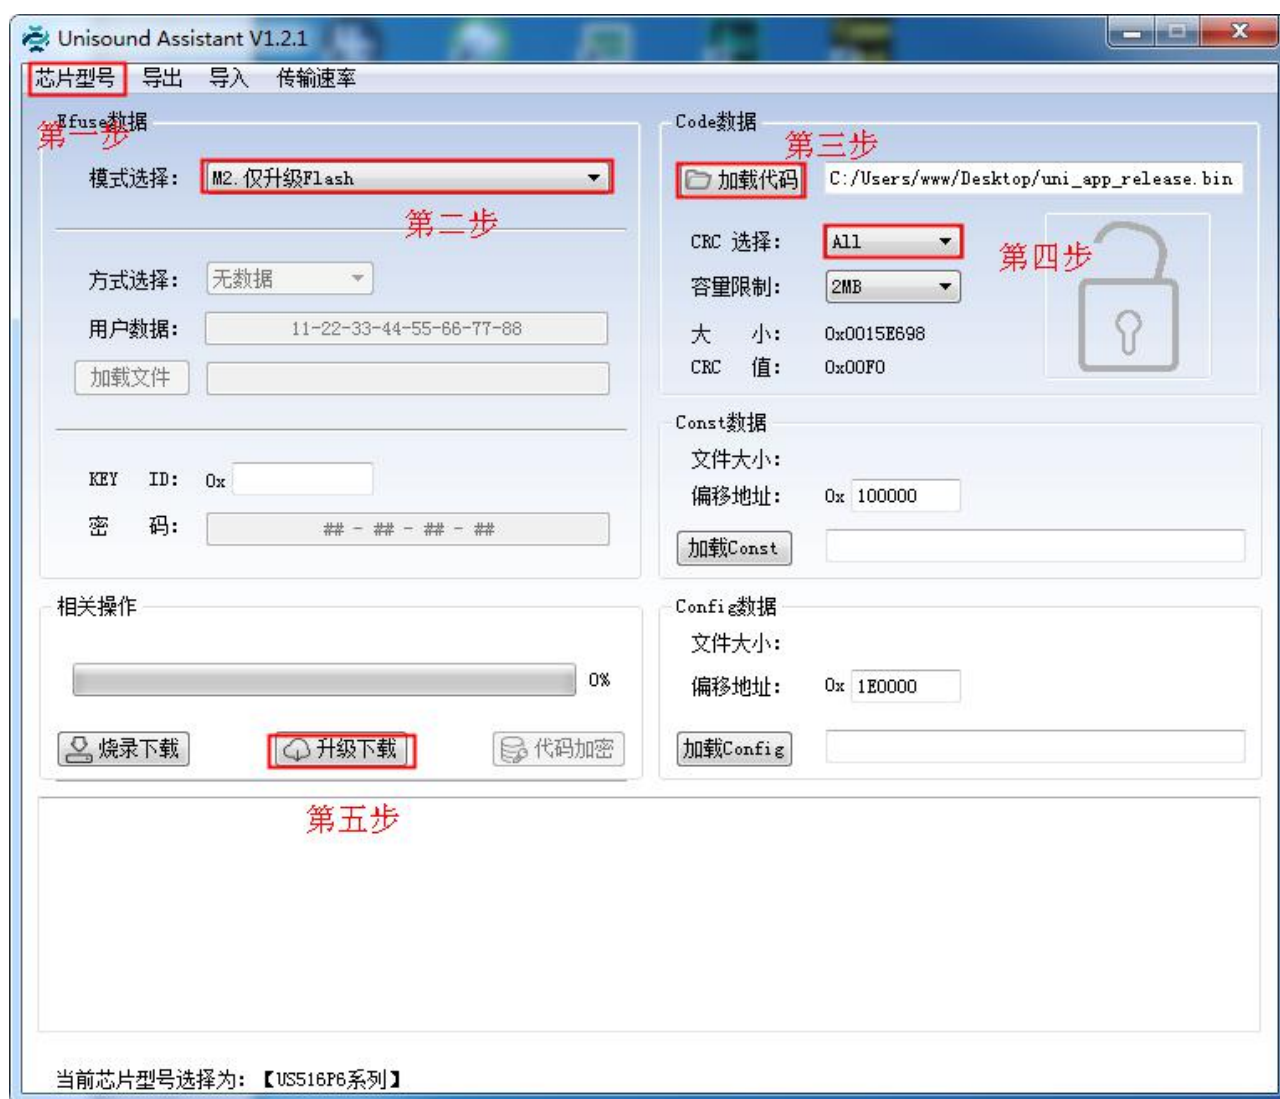 Unisound Assistant V1.2.1
芯片型号 导出 导入 传输速率
Efuse数据
第一步
模式选择： M2.仅升级Flash
第二步
方式选择： 无数据
用户数据： 11-22-33-44-55-66-77-88
加载文件
KEY ID： 0x
密 码： ## - ## - ## - ##
Code数据
第三步
加载代码 C:/Users/www/Desktop/uni_app_release.bin
CRC 选择： All
第四步
容量限制： 2MB
大 小： 0x0015E698
CRC 值： 0x00F0
Const数据
文件大小：
偏移地址： 0x 100000
加载Const
相关操作
0%
烧录下载 升级下载 代码加密
第五步
Config数据
文件大小：
偏移地址： 0x 1E0000
加载Config
当前芯片型号选择为：【US516P6系列】